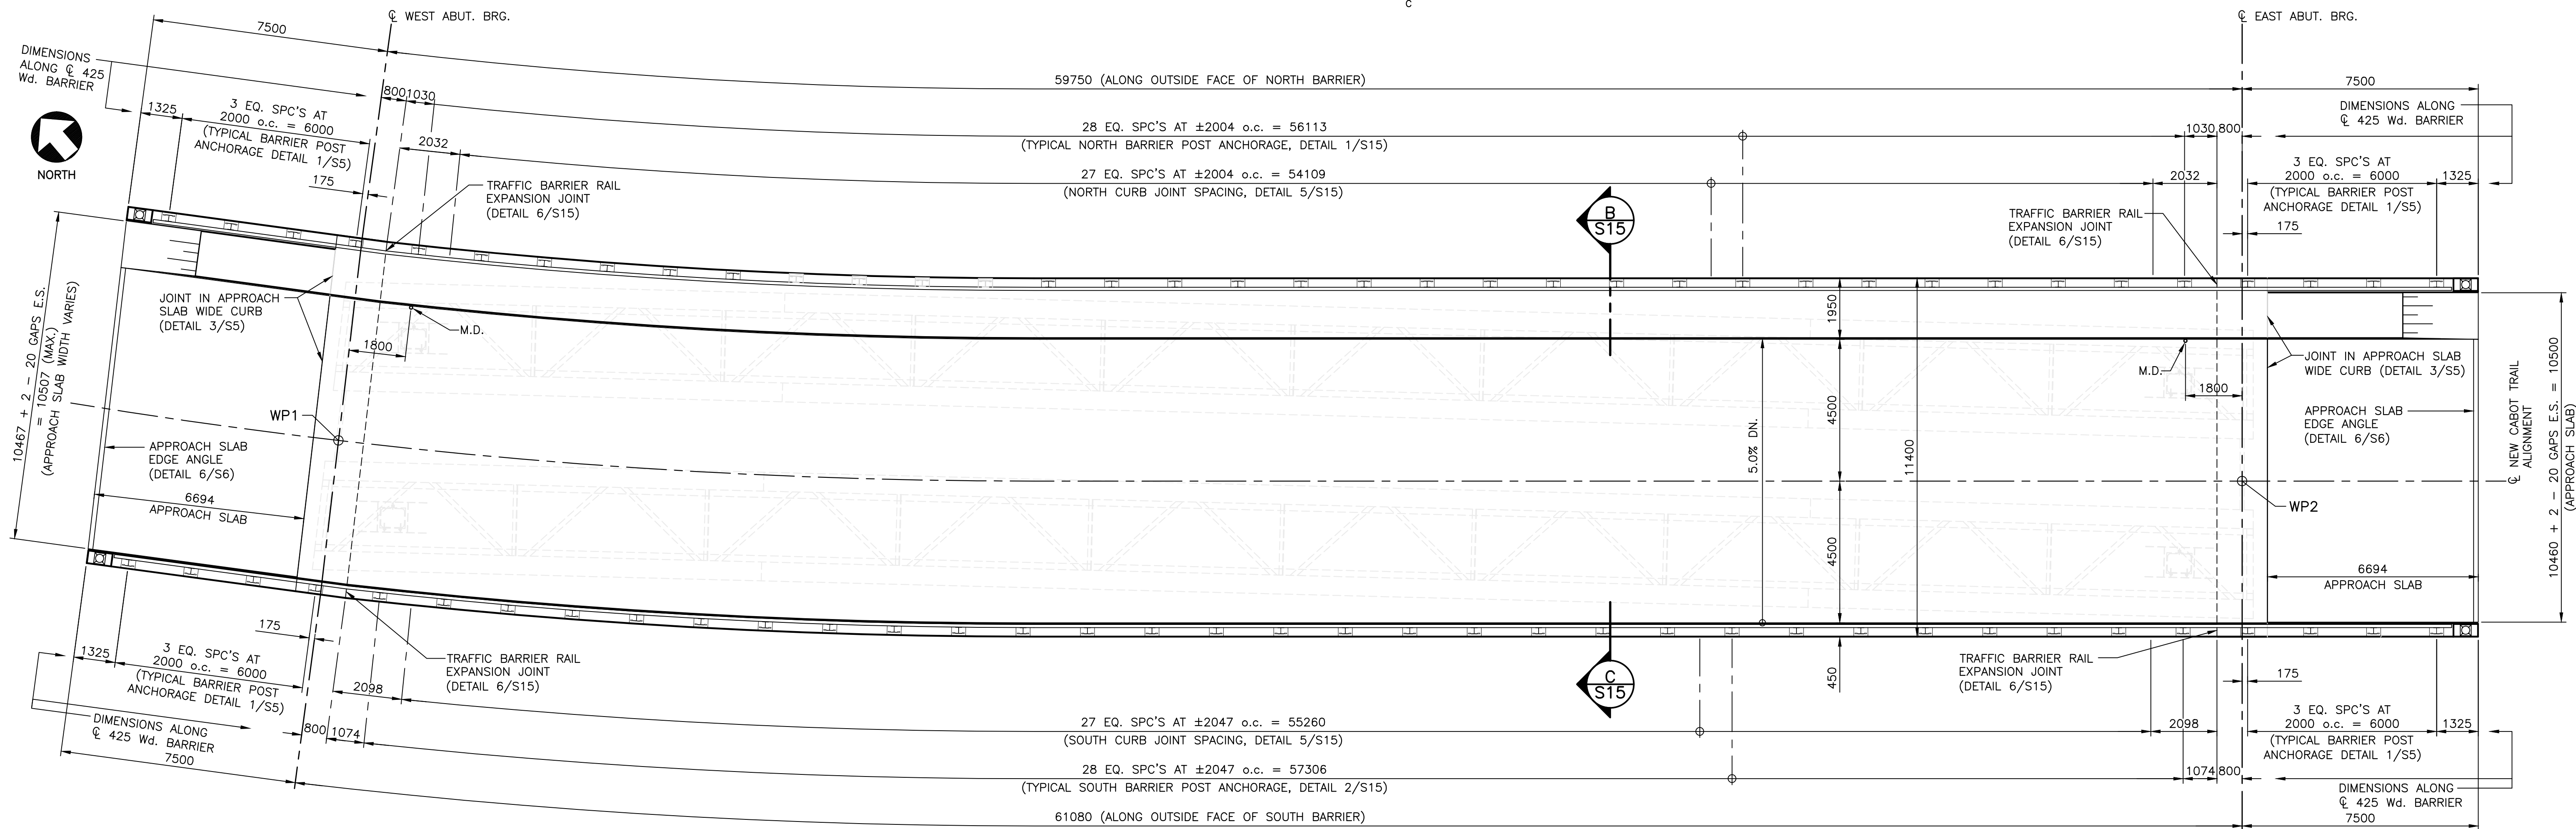 C
℄ WEST ABUT. BRG.
℄ EAST ABUT. BRG.
7500
DIMENSIONS
ALONG ℄ 425
Wd. BARRIER
59750 (ALONG OUTSIDE FACE OF NORTH BARRIER)
7500
800
1030
1325
3 EQ. SPC'S AT
2000 o.c. = 6000
(TYPICAL BARRIER POST
ANCHORAGE DETAIL 1/S5)
DIMENSIONS ALONG
℄ 425 Wd. BARRIER
28 EQ. SPC'S AT ±2004 o.c. = 56113
(TYPICAL NORTH BARRIER POST ANCHORAGE, DETAIL 1/S15)
1030
800
2032
NORTH
175
TRAFFIC BARRIER RAIL
EXPANSION JOINT
(DETAIL 6/S15)
27 EQ. SPC'S AT ±2004 o.c. = 54109
(NORTH CURB JOINT SPACING, DETAIL 5/S15)
2032
3 EQ. SPC'S AT
2000 o.c. = 6000
(TYPICAL BARRIER POST
ANCHORAGE DETAIL 1/S5)
1325
B
S15
TRAFFIC BARRIER RAIL
EXPANSION JOINT
(DETAIL 6/S15)
175
10467 + 2 - 20 GAPS E.S.
= 10507 (MAX.)
(APPROACH SLAB WIDTH VARIES)
JOINT IN APPROACH
SLAB WIDE CURB
(DETAIL 3/S5)
M.D.
1800
1950
M.D.
1800
JOINT IN APPROACH SLAB
WIDE CURB (DETAIL 3/S5)
WP1
4500
5.0% DN.
11400
APPROACH SLAB
EDGE ANGLE
(DETAIL 6/S6)
APPROACH SLAB
EDGE ANGLE
(DETAIL 6/S6)
℄ NEW CABOT TRAIL
ALIGNMENT
10460 + 2 - 20 GAPS E.S. = 10500
(APPROACH SLAB)
6694
APPROACH SLAB
WP2
4500
6694
APPROACH SLAB
175
1325
3 EQ. SPC'S AT
2000 o.c. = 6000
(TYPICAL BARRIER POST
ANCHORAGE DETAIL 1/S5)
TRAFFIC BARRIER RAIL
EXPANSION JOINT
(DETAIL 6/S15)
C
S15
450
TRAFFIC BARRIER RAIL
EXPANSION JOINT
(DETAIL 6/S15)
175
2098
DIMENSIONS ALONG
℄ 425 Wd. BARRIER
800
1074
27 EQ. SPC'S AT ±2047 o.c. = 55260
(SOUTH CURB JOINT SPACING, DETAIL 5/S15)
2098
3 EQ. SPC'S AT
2000 o.c. = 6000
(TYPICAL BARRIER POST
ANCHORAGE DETAIL 1/S5)
1325
7500
28 EQ. SPC'S AT ±2047 o.c. = 57306
(TYPICAL SOUTH BARRIER POST ANCHORAGE, DETAIL 2/S15)
1074
800
DIMENSIONS ALONG
℄ 425 Wd. BARRIER
61080 (ALONG OUTSIDE FACE OF SOUTH BARRIER)
7500